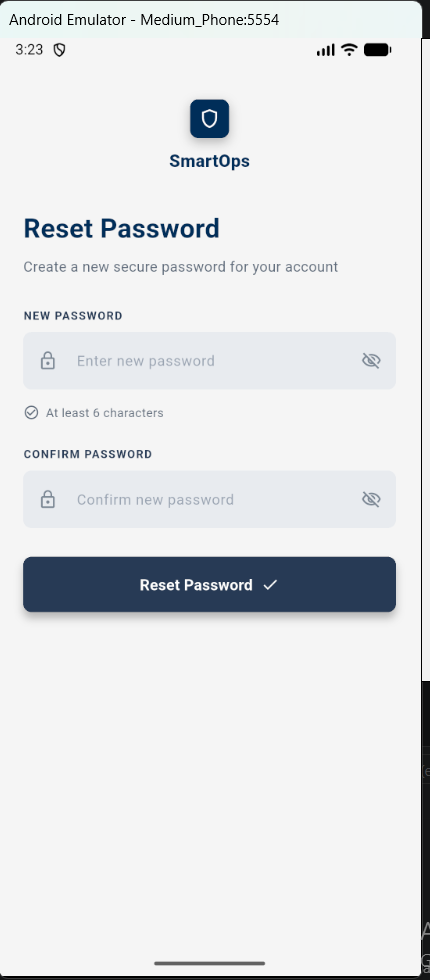 Android Emulator - Medium_Phone:5554
3:23
SmartOps
Reset Password
Create a new secure password for your account
NEW PASSWORD
Enter new password
At least 6 characters
CONFIRM PASSWORD
Confirm new password
Reset Password